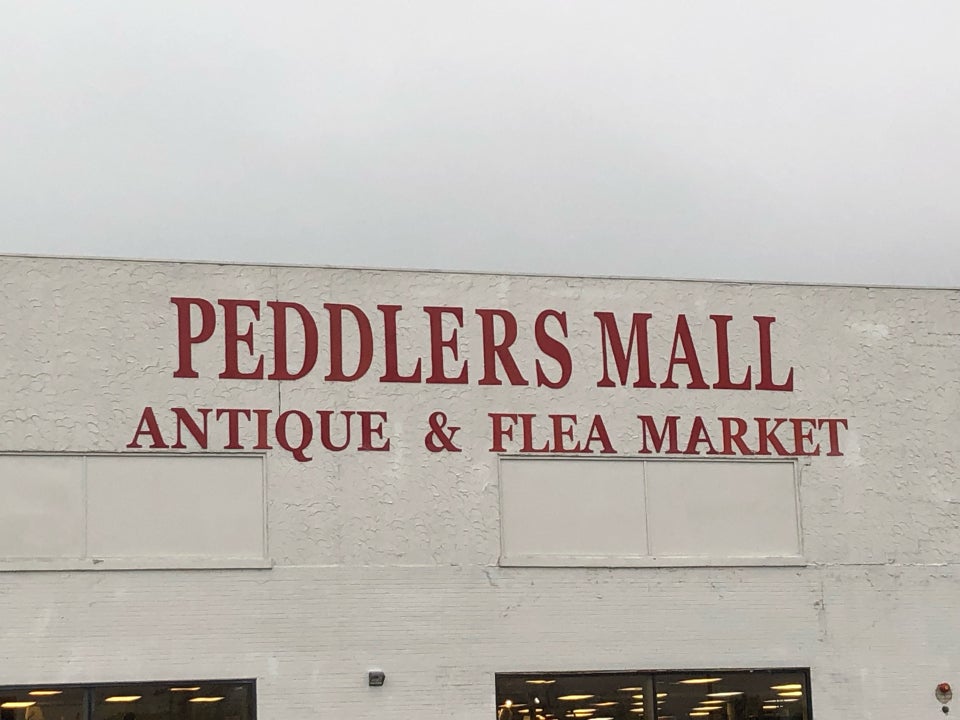 PEDDLERS MALL
ANTIQUE & FLEA MARKET